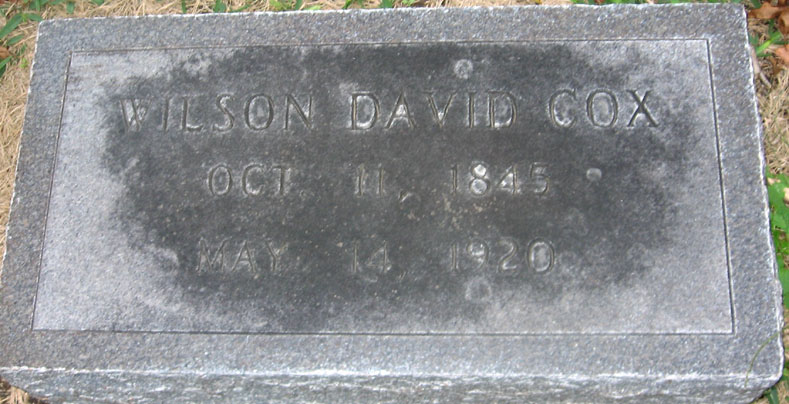 WILSON DAVID COX
OCT 11, 1845
MAY 14, 1920